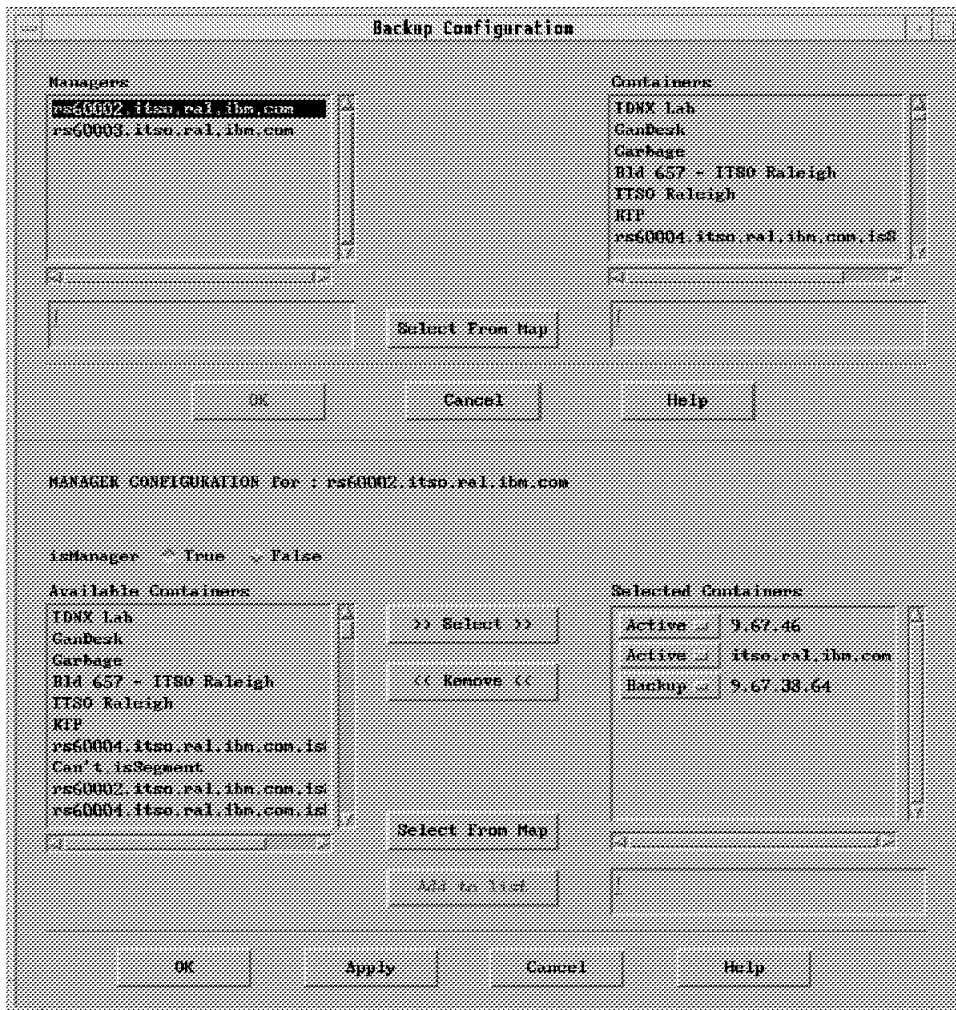 Backup Configuration
Managers
rs60002.itso.ral.ibm.com
rs60003.itso.ral.ibm.com
Containers
IDNX Lab
GanDesk
Garbage
Bld 657 - ITSO Raleigh
ITSO Raleigh
RTP
rs60004.itso.ral.ibm.com.isS
Select From Map
OK
Cancel
Help
MANAGER CONFIGURATION for : rs60002.itso.ral.ibm.com
isManager True False
Available Containers
IDNX Lab
GanDesk
Garbage
Bld 657 - ITSO Raleigh
ITSO Raleigh
RTP
rs60004.itso.ral.ibm.com.is
Can't.isSegment
rs60002.itso.ral.ibm.com.is
rs60004.itso.ral.ibm.com.is
>> Select >>
<< Remove <<
Select From Map
Add to list
Selected Containers
Active 9.67.46
Active itso.ral.ibm.com
Backup 9.67.38.64
OK
Apply
Cancel
Help